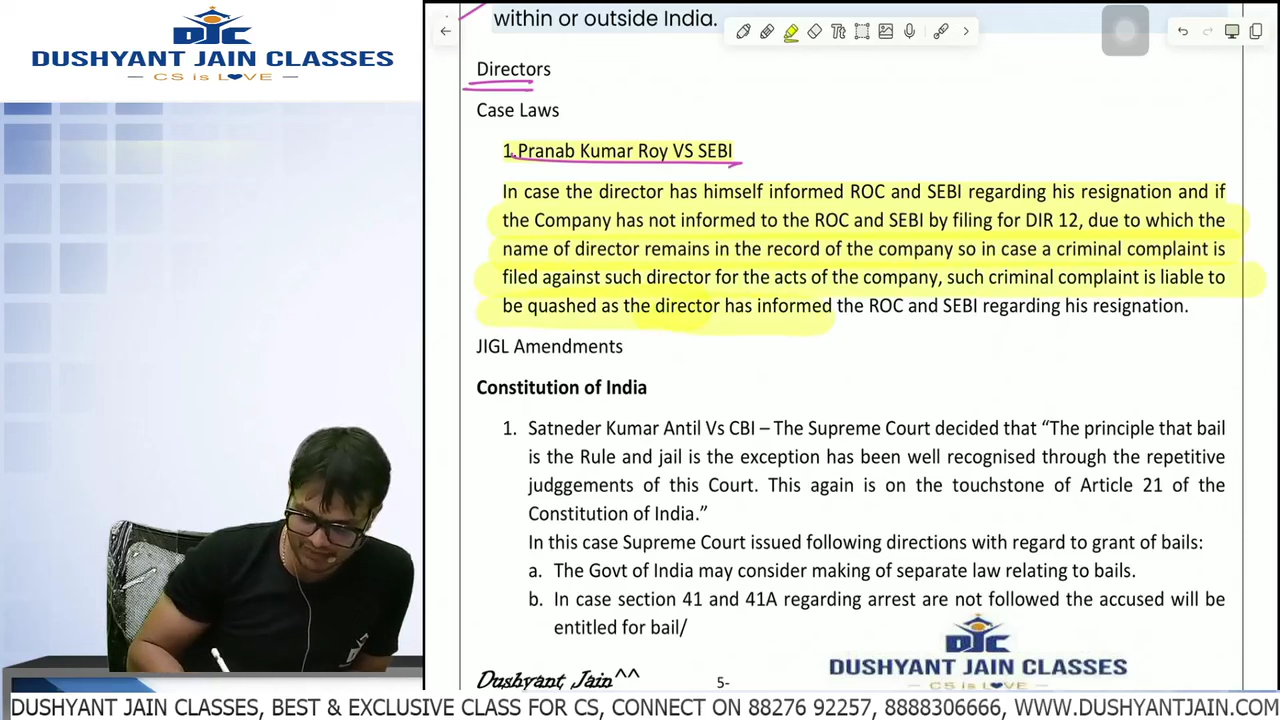 DJC
DUSHYANT JAIN CLASSES
— CS is LOVE —
within or outside India.
Tt
Directors
Case Laws
1.Pranab Kumar Roy VS SEBI
In case the director has himself informed ROC and SEBI regarding his resignation and if
the Company has not informed to the ROC and SEBI by filing for DIR 12, due to which the
name of director remains in the record of the company so in case a criminal complaint is
filed against such director for the acts of the company, such criminal complaint is liable to
be quashed as the director has informed the ROC and SEBI regarding his resignation.
JIGL Amendments
Constitution of India
1. Satneder Kumar Antil Vs CBI – The Supreme Court decided that “The principle that bail
is the Rule and jail is the exception has been well recognised through the repetitive
judggements of this Court. This again is on the touchstone of Article 21 of the
Constitution of India.”
In this case Supreme Court issued following directions with regard to grant of bails:
a. The Govt of India may consider making of separate law relating to bails.
b. In case section 41 and 41A regarding arrest are not followed the accused will be
entitled for bail/
DJC
DUSHYANT JAIN CLASSES
— CS is LOVE —
Dushyant Jain^^
5-
DUSHYANT JAIN CLASSES, BEST & EXCLUSIVE CLASS FOR CS, CONNECT ON 88276 92257, 8888306666, WWW.DUSHYANTJAIN.COM